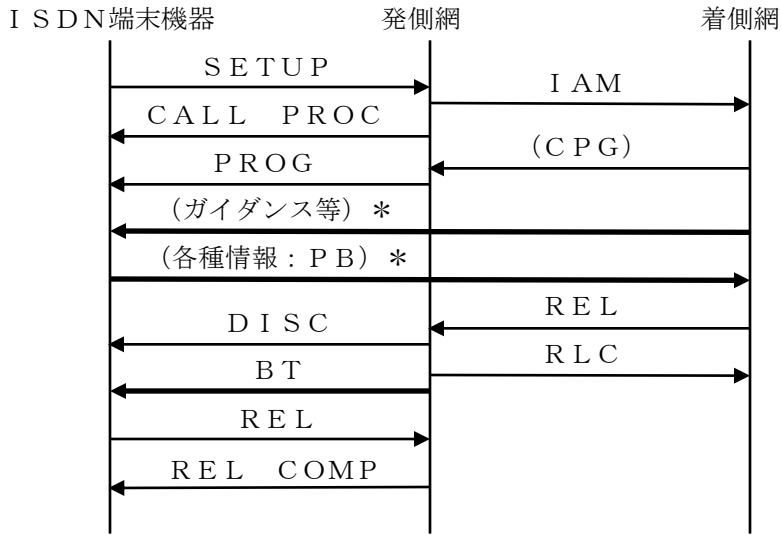 ＩＳＤＮ端末機器　発側網　着側網
ＳＥＴＵＰ
ＩＡＭ
ＣＡＬＬ　ＰＲＯＣ
（ＣＰＧ）
ＰＲＯＧ
（ガイダンス等）＊
（各種情報：ＰＢ）＊
ＲＥＬ
ＤＩＳＣ
ＲＬＣ
ＢＴ
ＲＥＬ
ＲＥＬ　ＣＯＭＰ